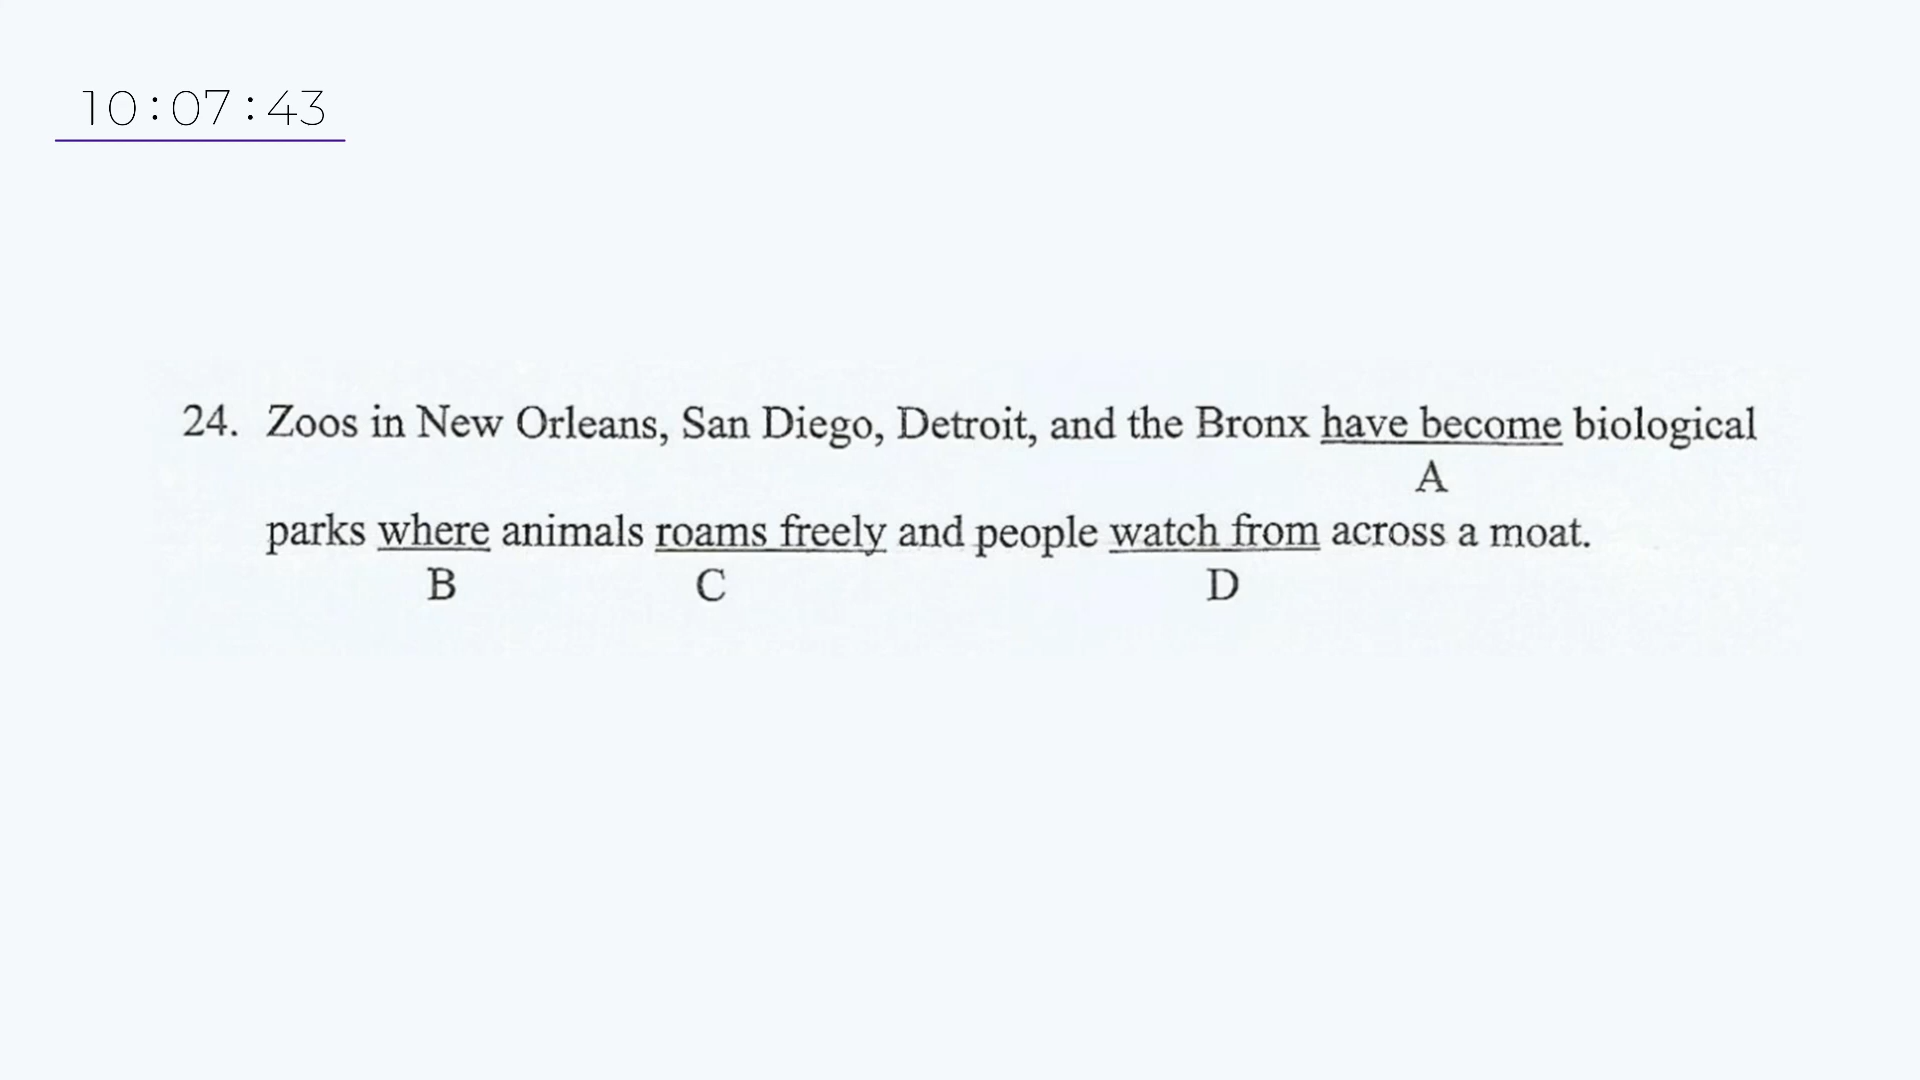 10:07:43
24. Zoos in New Orleans, San Diego, Detroit, and the Bronx have become biological
A
parks where animals roams freely and people watch from across a moat.
B C D